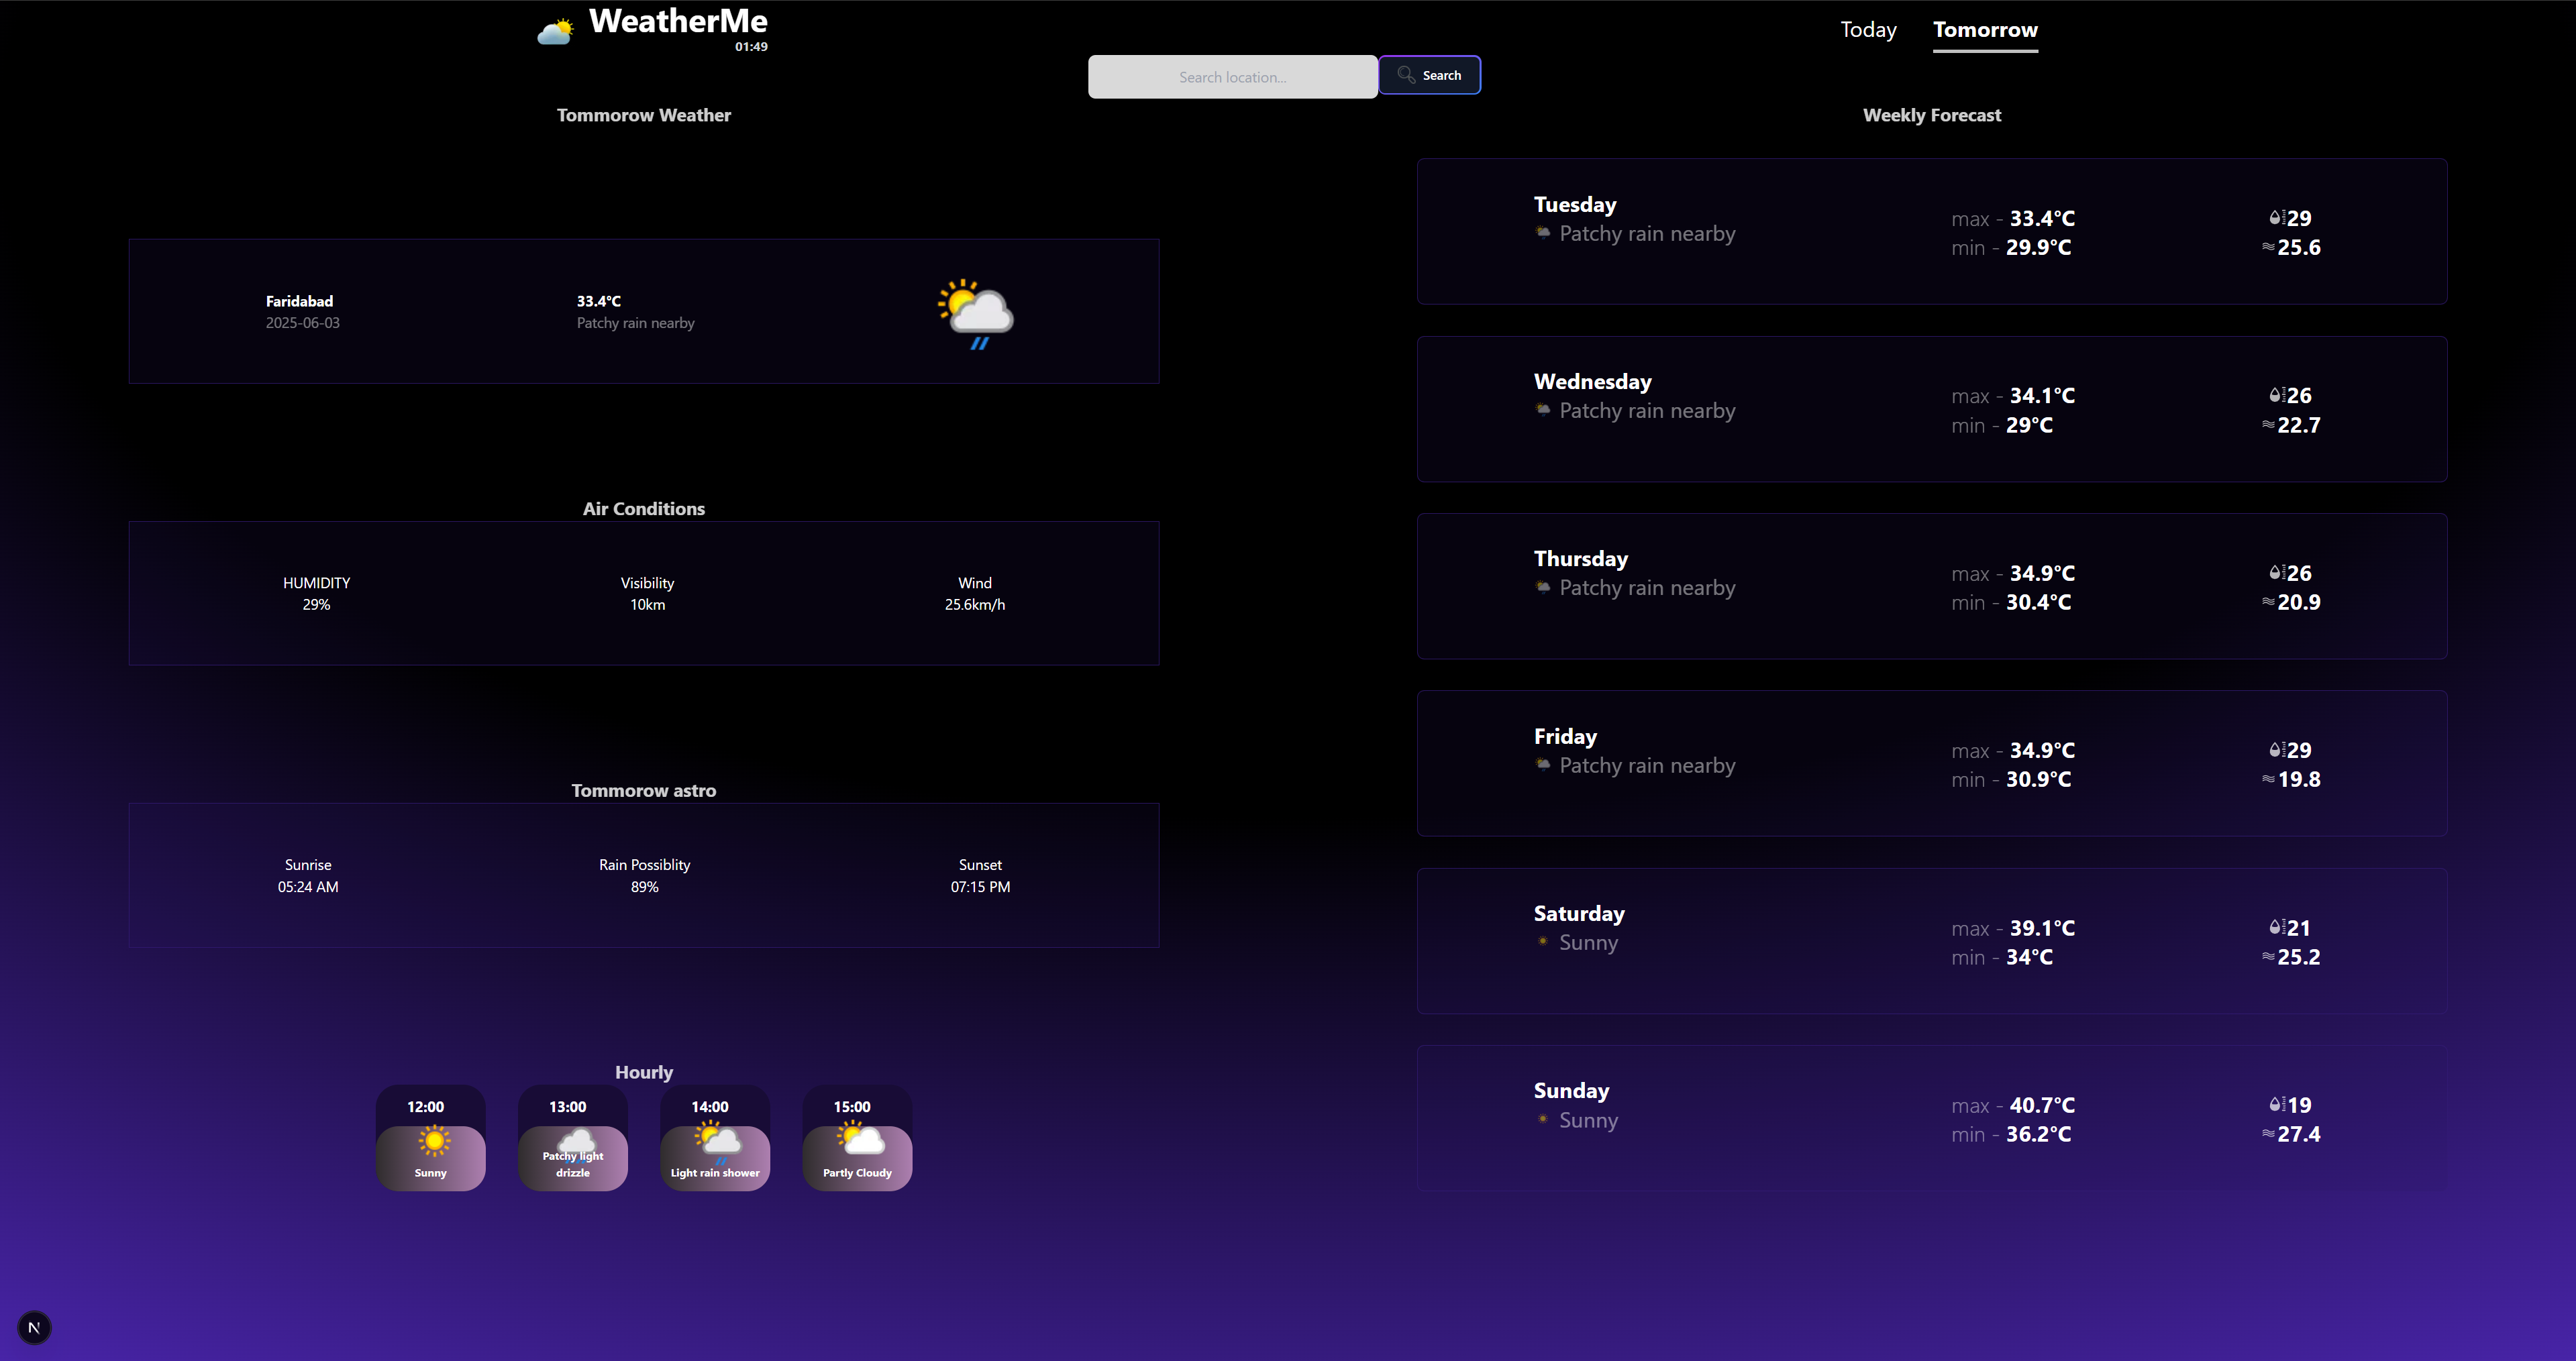 WeatherMe
01:49
Today
Tomorrow
Search location...
Search
Tommorow Weather
Faridabad
2025-06-03
33.4°C
Patchy rain nearby
Air Conditions
HUMIDITY
29%
Visibility
10km
Wind
25.6km/h
Tommorow astro
Sunrise
05:24 AM
Rain Possiblity
89%
Sunset
07:15 PM
Hourly
12:00
Sunny
13:00
Patchy light
drizzle
14:00
Light rain shower
15:00
Partly Cloudy
Weekly Forecast
Tuesday
Patchy rain nearby
max - 33.4°C
min - 29.9°C
29
25.6
Wednesday
Patchy rain nearby
max - 34.1°C
min - 29°C
26
22.7
Thursday
Patchy rain nearby
max - 34.9°C
min - 30.4°C
26
20.9
Friday
Patchy rain nearby
max - 34.9°C
min - 30.9°C
29
19.8
Saturday
Sunny
max - 39.1°C
min - 34°C
21
25.2
Sunday
Sunny
max - 40.7°C
min - 36.2°C
19
27.4
N